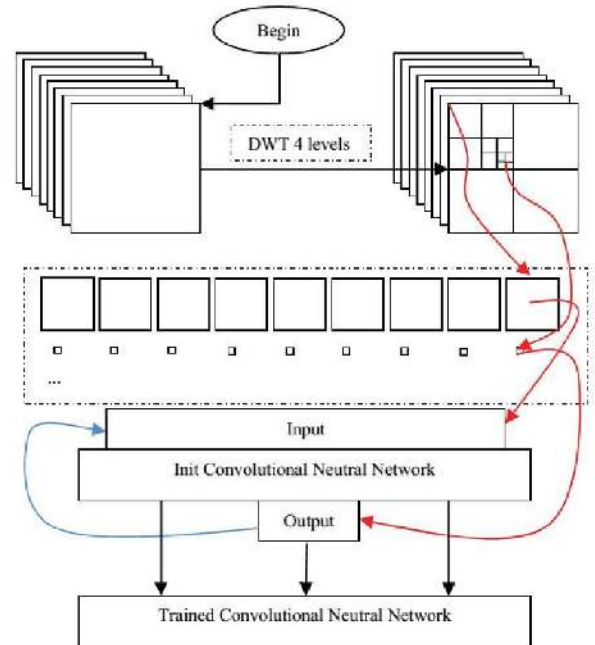 Begin
DWT 4 levels
...
Input
Init Convolutional Neutral Network
Output
Trained Convolutional Neutral Network